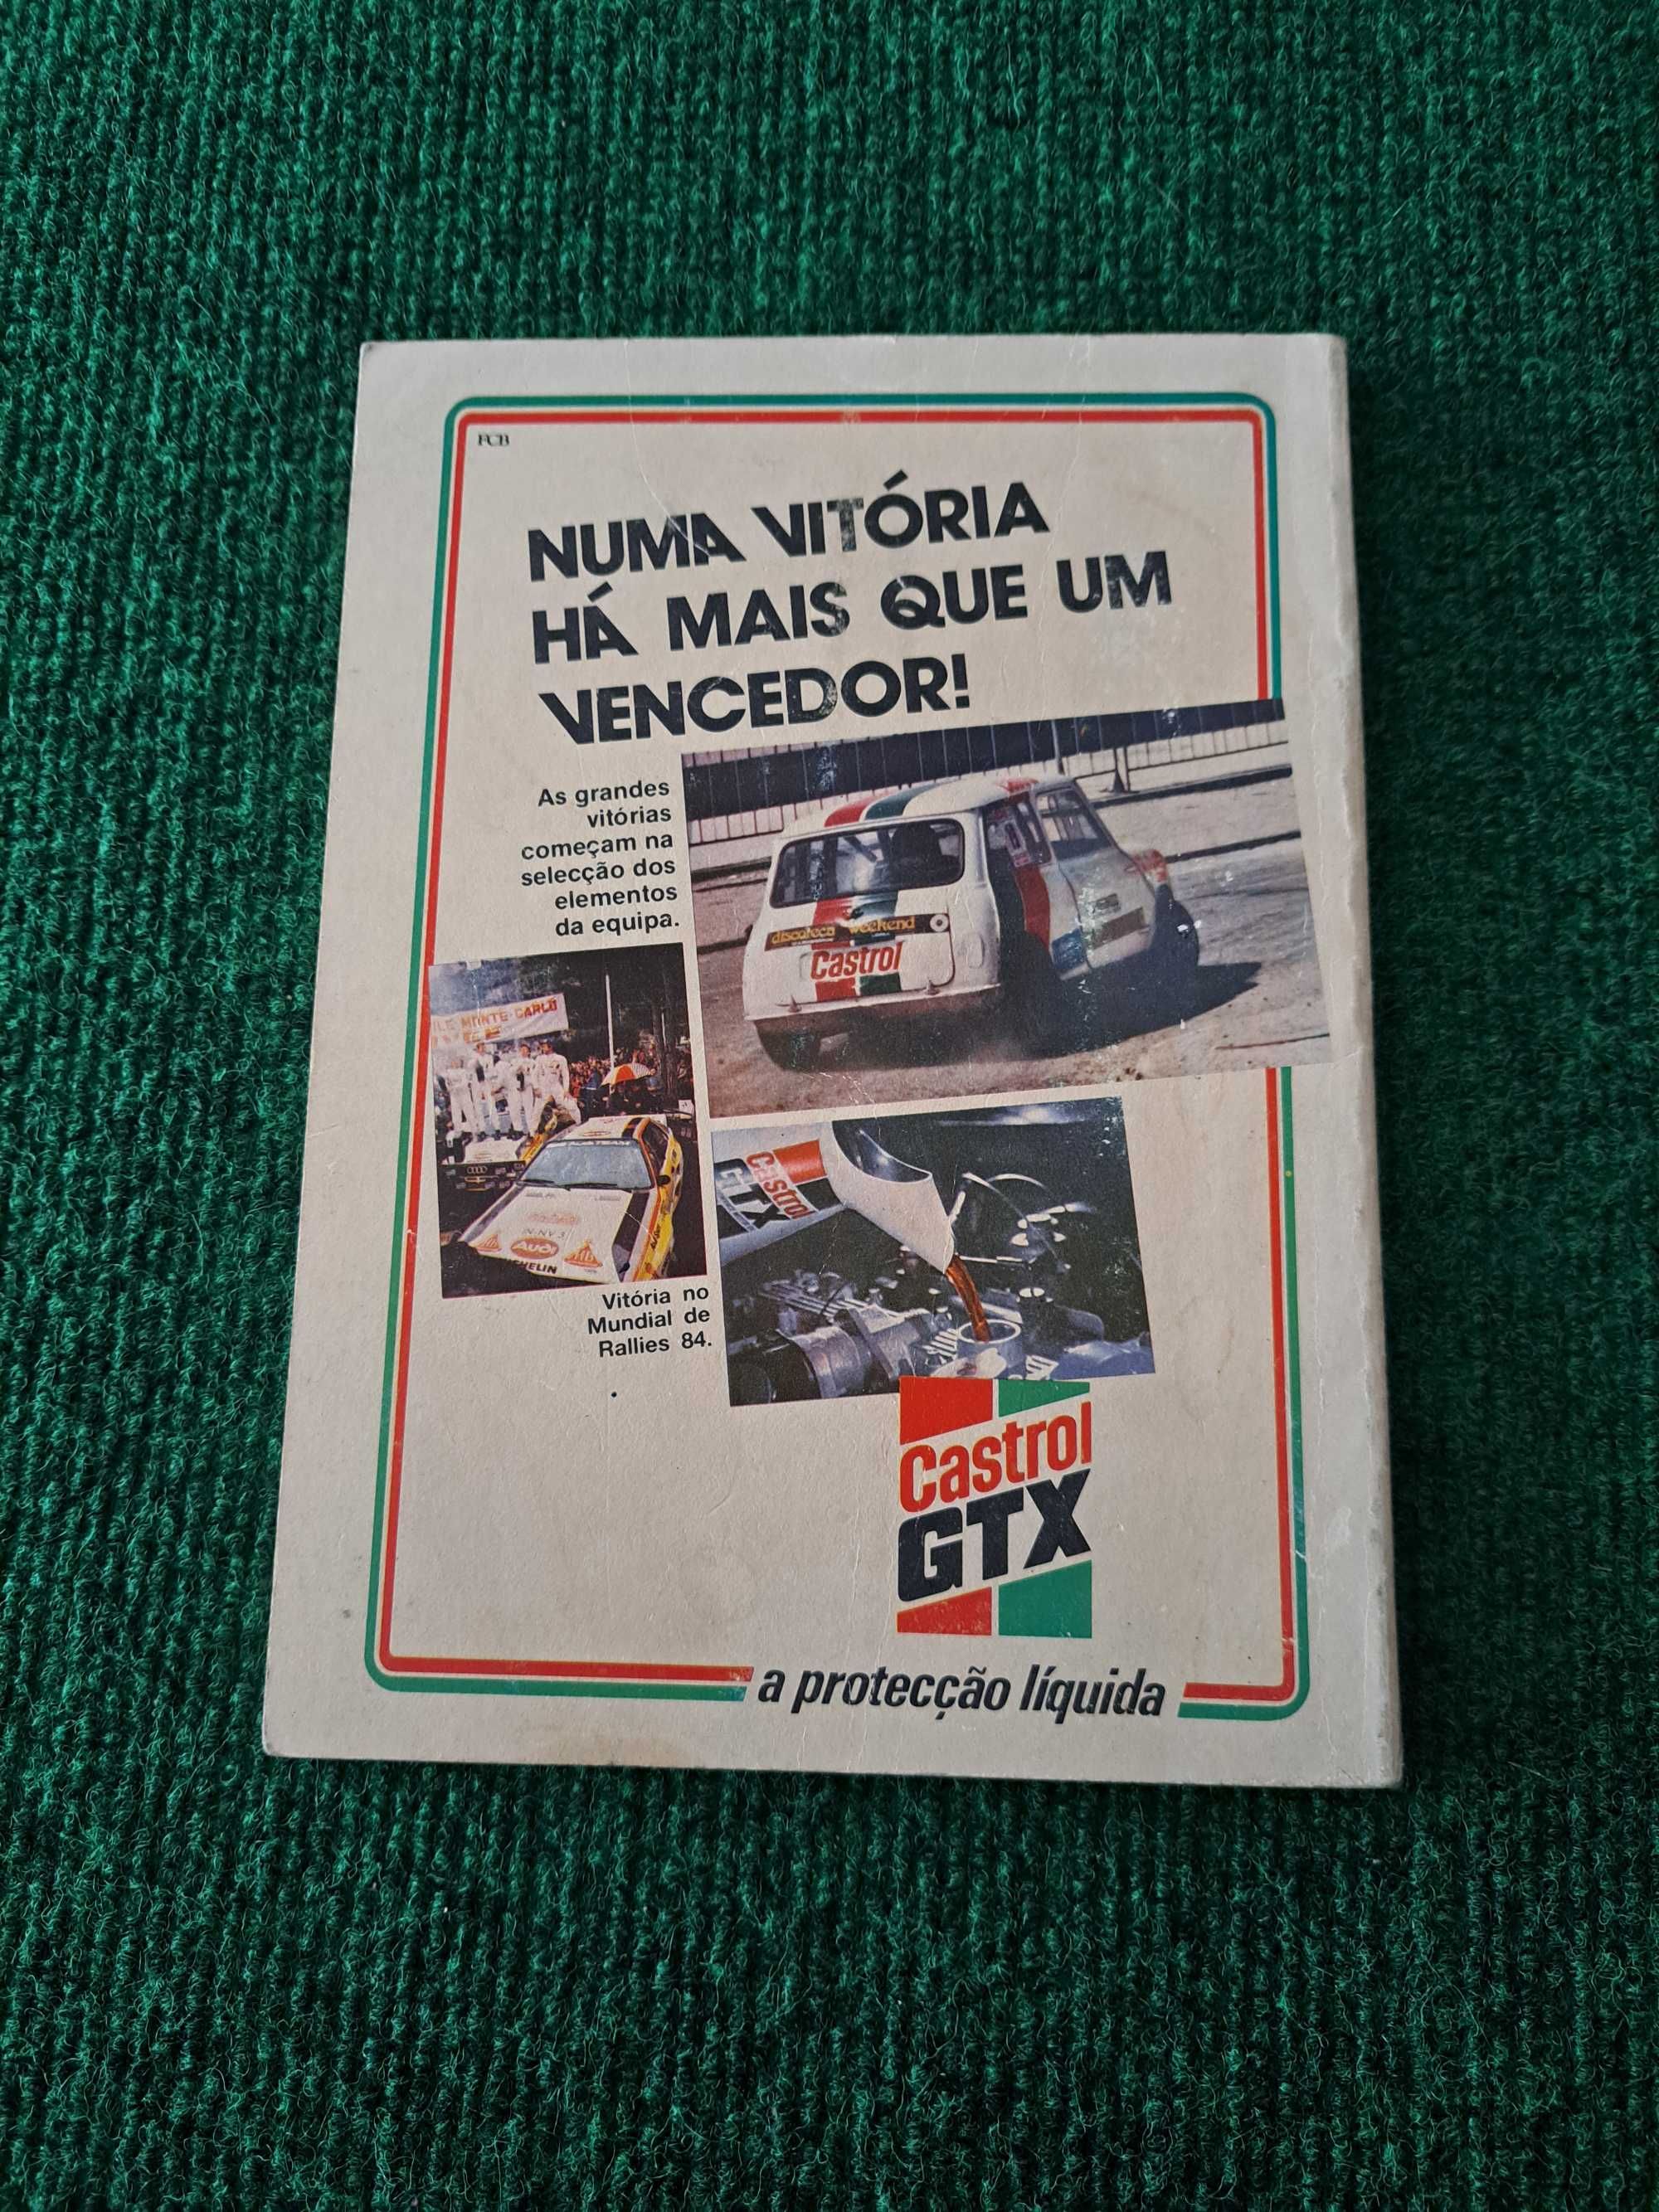 FCB
NUMA VITÓRIA
HÁ MAIS QUE UM
VENCEDOR!
As grandes
vitórias
começam na
selecção dos
elementos
da equipa.
discoteca weekend
Castrol
MONTE-CARLO
Audi
Castrol
GTX
Vitória no
Mundial de
Rallies 84.
Castrol
GTX
a protecção líquida